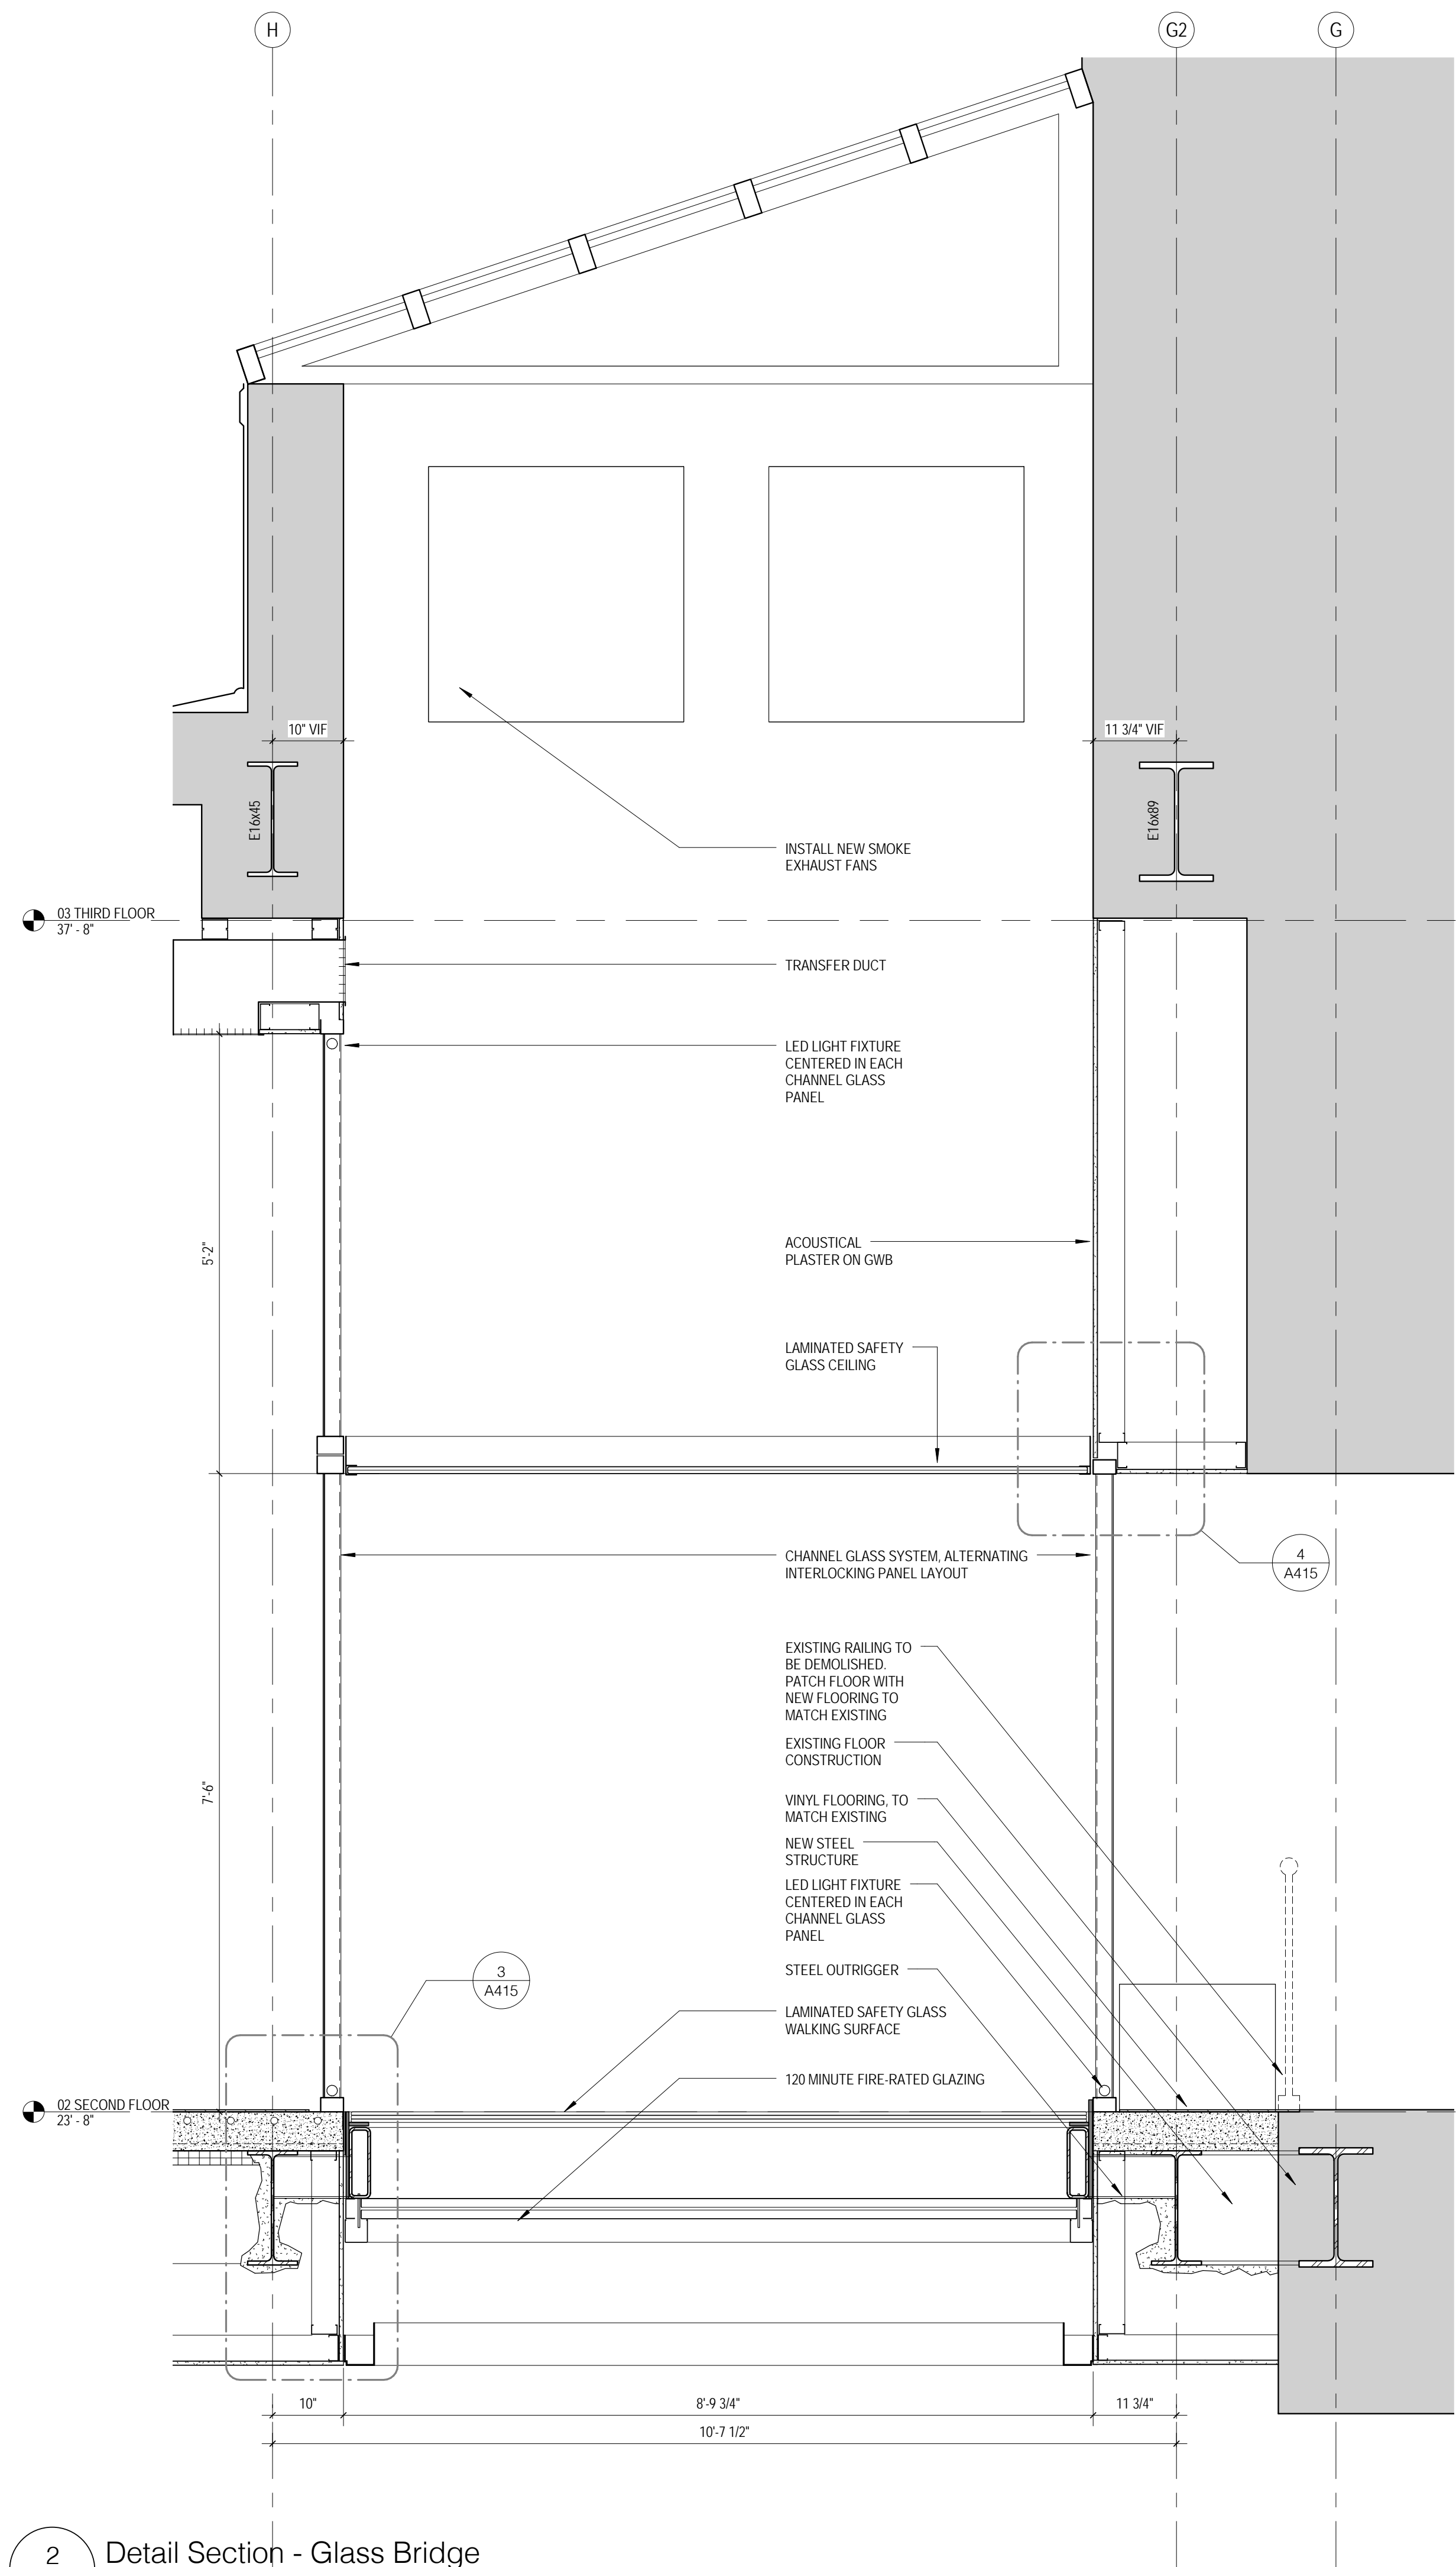 H
G2
G
10" VIF
11 3/4" VIF
E16x45
E16x89
INSTALL NEW SMOKE
EXHAUST FANS
03 THIRD FLOOR
37' - 8"
TRANSFER DUCT
LED LIGHT FIXTURE
CENTERED IN EACH
CHANNEL GLASS
PANEL
5'-2"
ACOUSTICAL
PLASTER ON GWB
LAMINATED SAFETY
GLASS CEILING
CHANNEL GLASS SYSTEM, ALTERNATING
INTERLOCKING PANEL LAYOUT
4
A415
EXISTING RAILING TO
BE DEMOLISHED.
PATCH FLOOR WITH
NEW FLOORING TO
MATCH EXISTING
EXISTING FLOOR
CONSTRUCTION
7'-6"
VINYL FLOORING, TO
MATCH EXISTING
NEW STEEL
STRUCTURE
LED LIGHT FIXTURE
CENTERED IN EACH
CHANNEL GLASS
PANEL
3
A415
STEEL OUTRIGGER
LAMINATED SAFETY GLASS
WALKING SURFACE
120 MINUTE FIRE-RATED GLAZING
02 SECOND FLOOR
23' - 8"
10"
8'-9 3/4"
11 3/4"
10'-7 1/2"
2
Detail Section - Glass Bridge